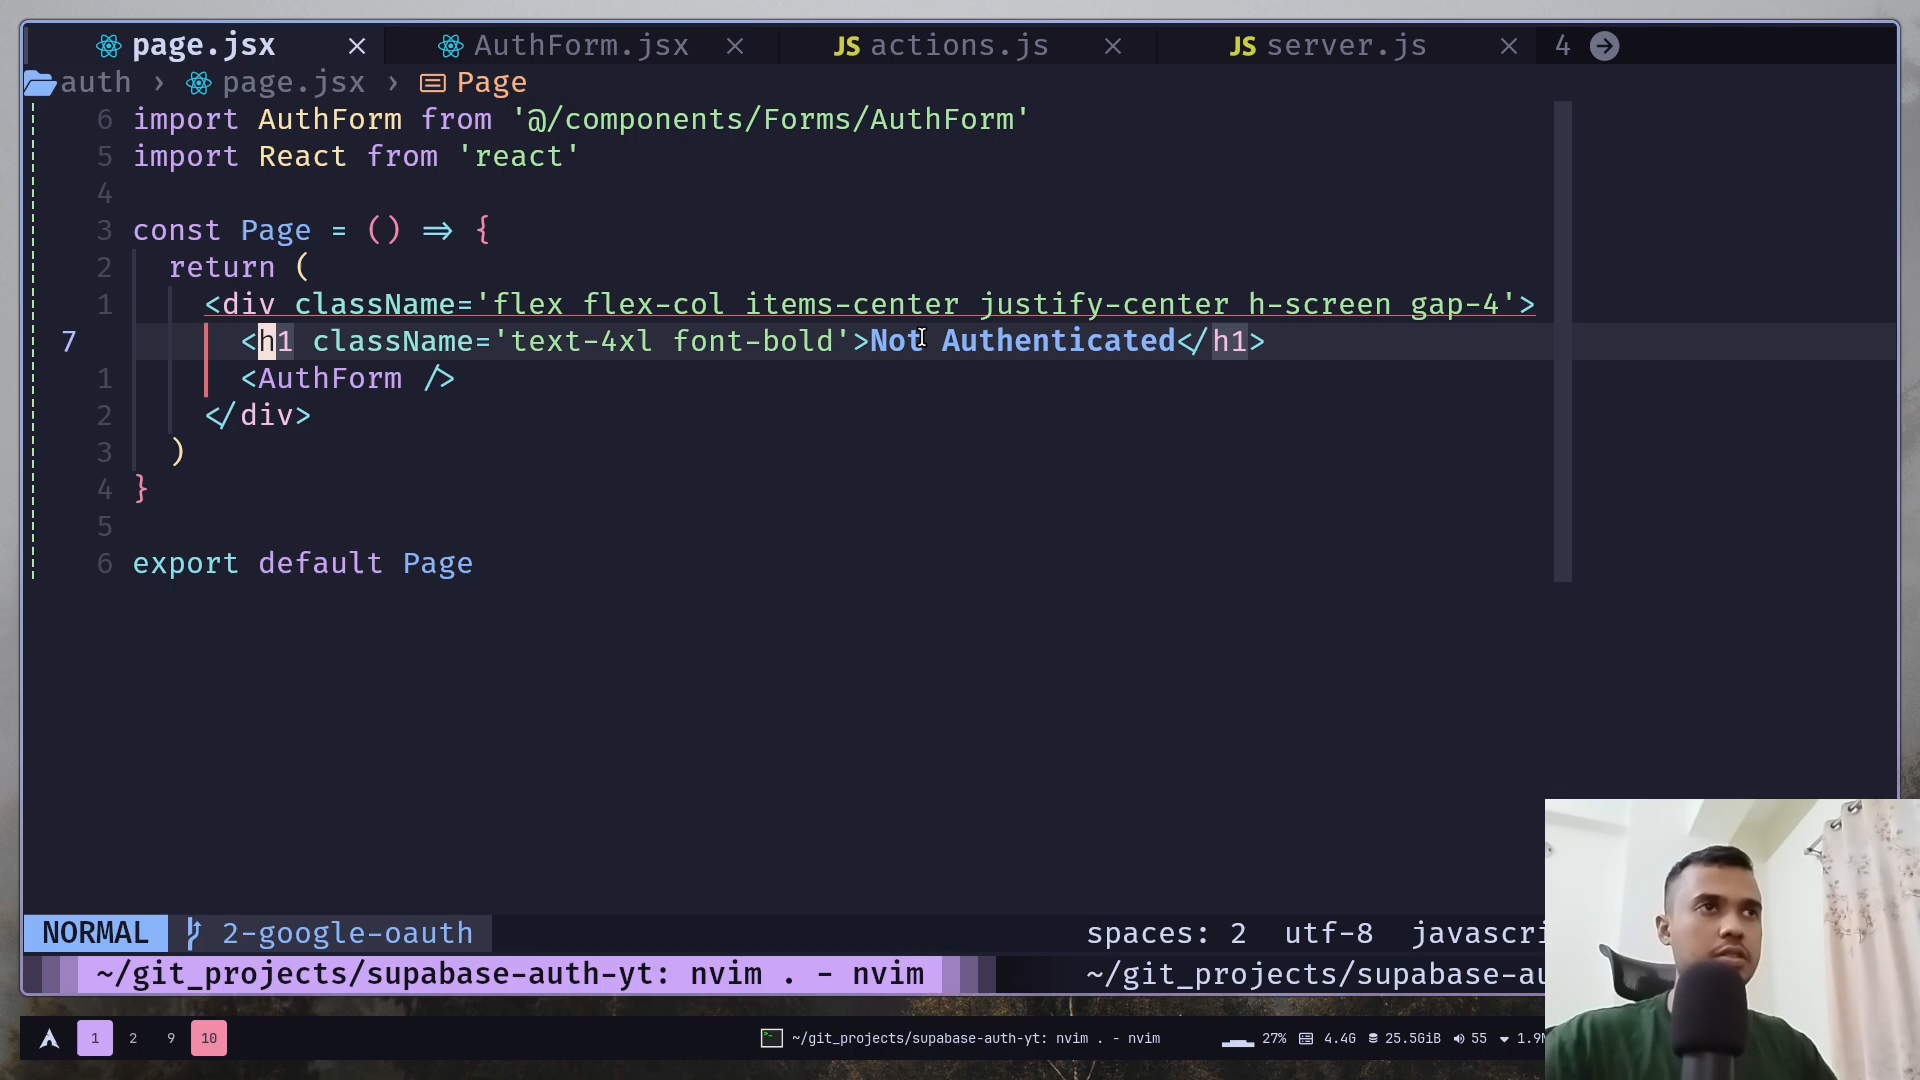 page.jsx × AuthForm.jsx × JS actions.js × JS server.js × 4
auth › page.jsx › Page
6 import AuthForm from '@/components/Forms/AuthForm'
5 import React from 'react'
4
3 const Page = () => {
2 return (
1 <div className='flex flex-col items-center justify-center h-screen gap-4'>
7 <h1 className='text-4xl font-bold'>Not Authenticated</h1>
1 <AuthForm />
2 </div>
3 )
4 }
5
6 export default Page
NORMAL 2-google-oauth spaces: 2 utf-8 javascri
~/git_projects/supabase-auth-yt: nvim . - nvim ~/git_projects/supabase-au
1 2 9 10 ~/git_projects/supabase-auth-yt: nvim . - nvim 27% 4.4G 25.5GiB 55 1.9M